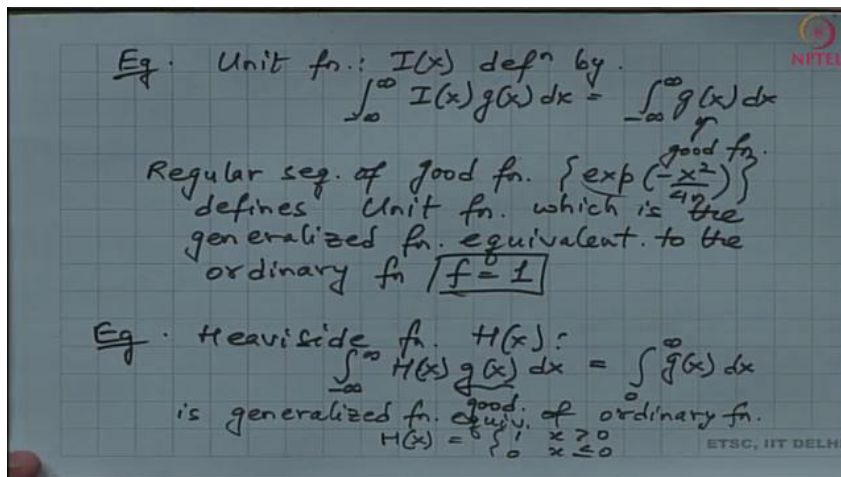 Eg. Unit fn.: I(x) defn by.
∫_{-∞}^{∞} I(x) g(x) dx = ∫_{-∞}^{∞} g(x) dx
good fn.
Regular seq. of good fn. {exp(-x²/4n)}
defines Unit fn. which is the
generalized fn. equivalent. to the
ordinary fn f = 1
Eg. Heaviside fn. H(x):
∫_{-∞}^{∞} H(x) g(x) dx = ∫_{0}^{∞} g(x) dx
good.
is generalized fn. equiv. of ordinary fn.
H(x) = { 1 x > 0
0 x ≤ 0
NPTEL
ETSC, IIT DELH